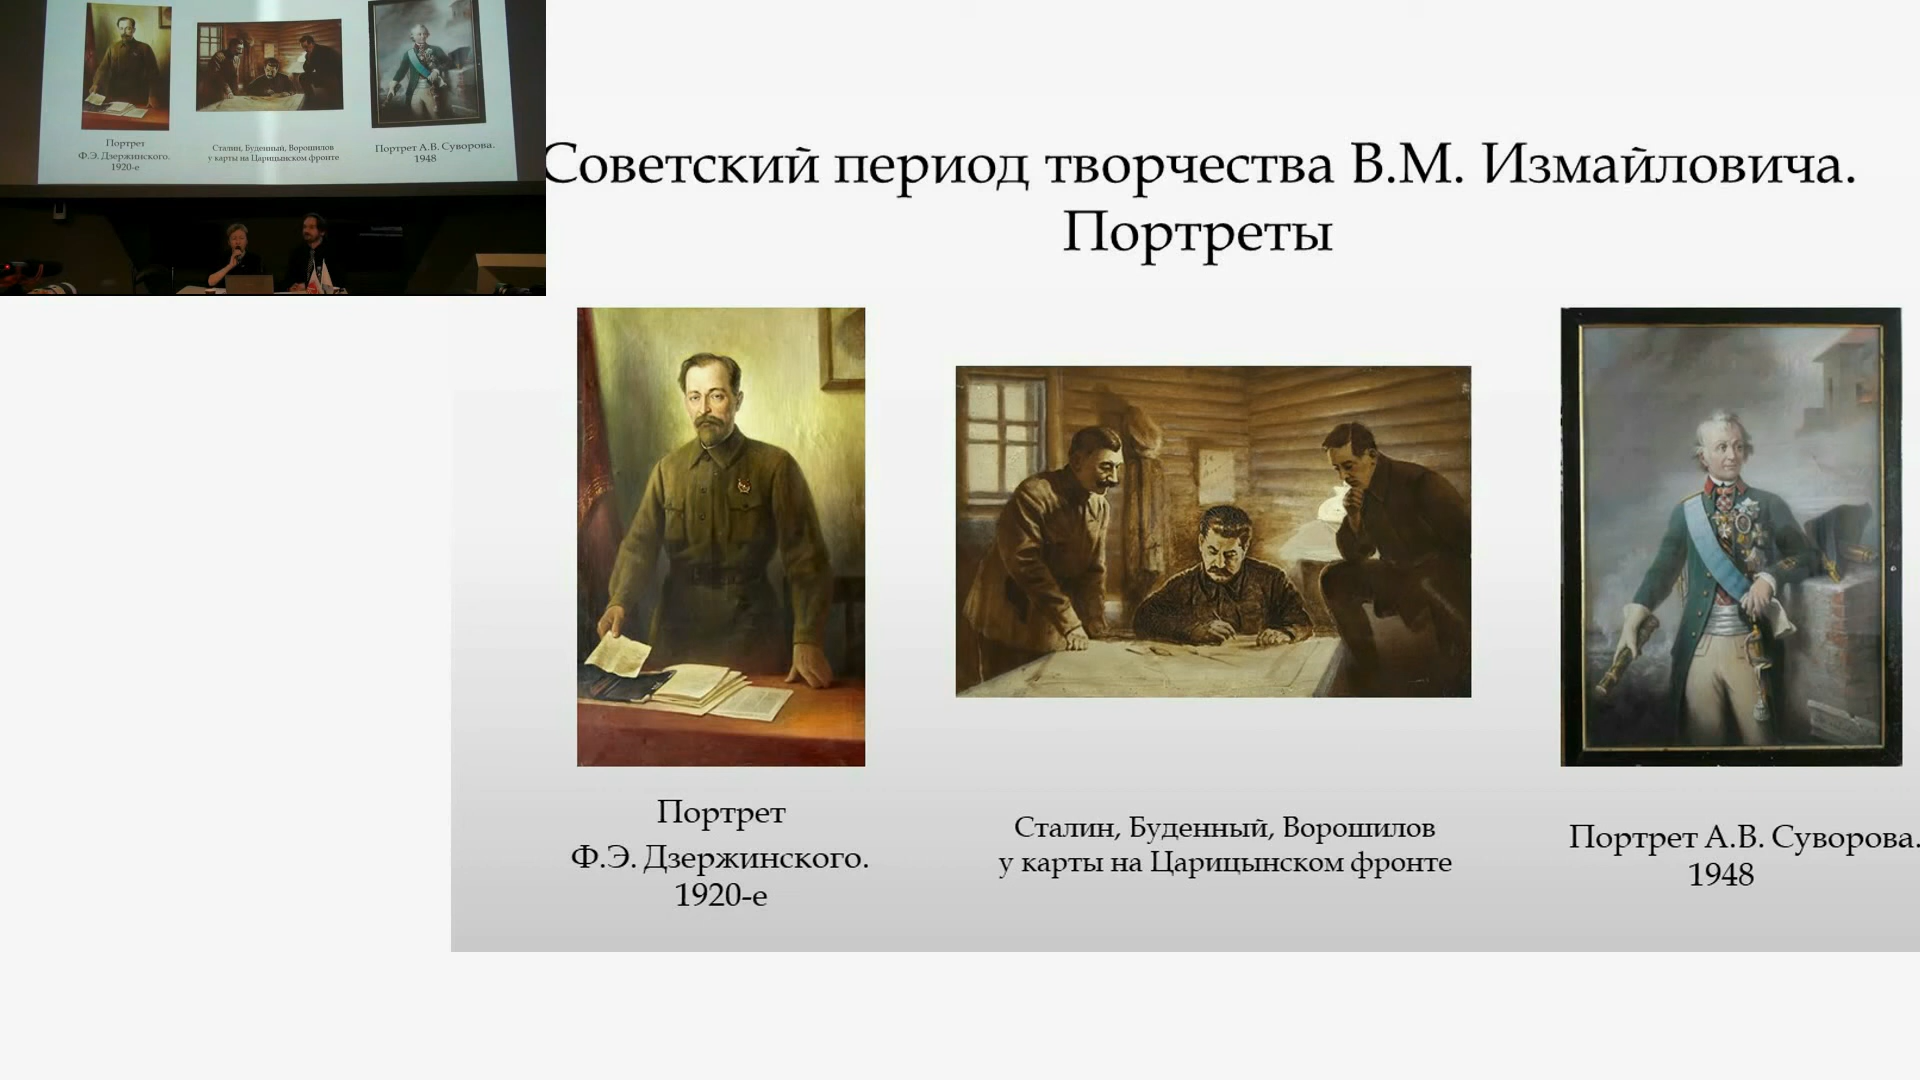 Портрет
Ф.Э. Дзержинского.
1920-е
Сталин, Буденный, Ворошилов
у карты на Царицынском фронте
Портрет А.В. Суворова.
1948
Советский период творчества В.М. Измайловича.
Портреты
Портрет
Ф.Э. Дзержинского.
1920-е
Сталин, Буденный, Ворошилов
у карты на Царицынском фронте
Портрет А.В. Суворова.
1948